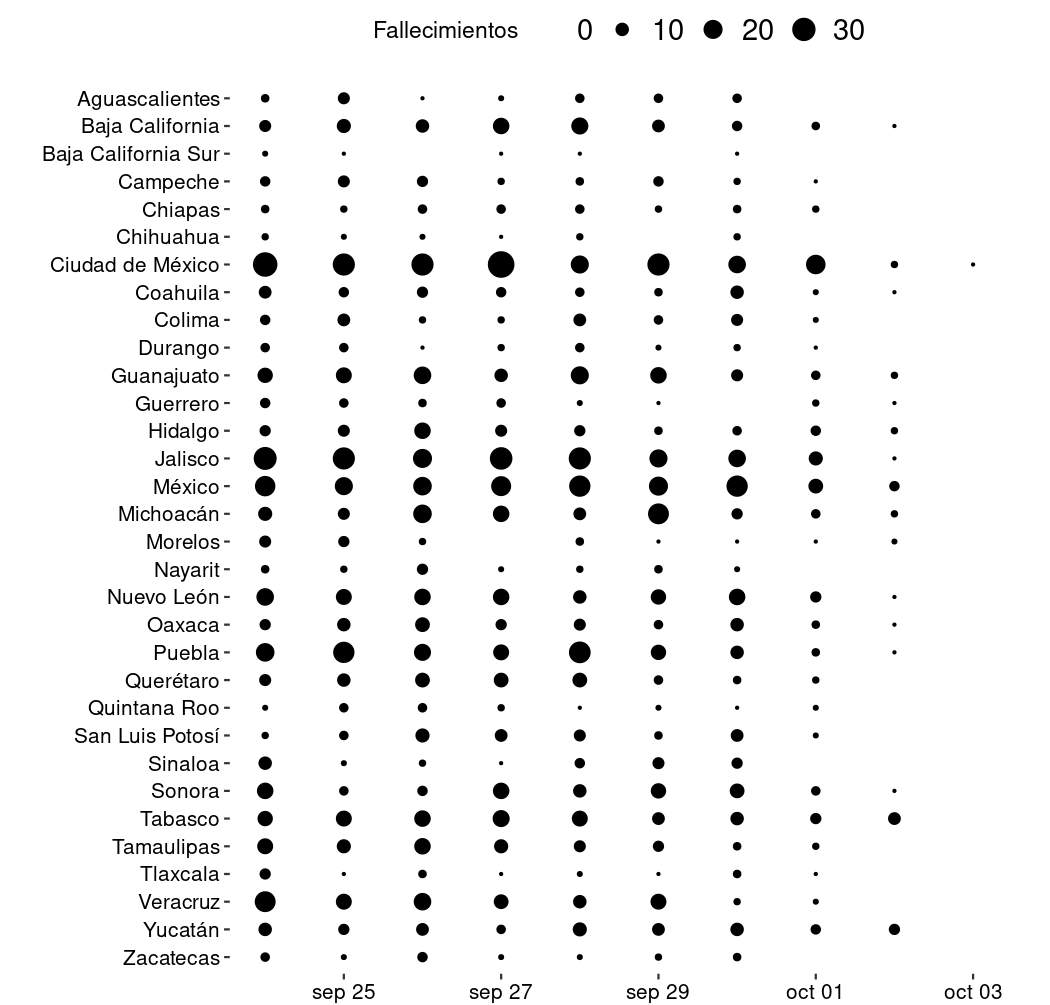 Fallecimientos 0 10 20 30
Aguascalientes
Baja California
Baja California Sur
Campeche
Chiapas
Chihuahua
Ciudad de México
Coahuila
Colima
Durango
Guanajuato
Guerrero
Hidalgo
Jalisco
México
Michoacán
Morelos
Nayarit
Nuevo León
Oaxaca
Puebla
Querétaro
Quintana Roo
San Luis Potosí
Sinaloa
Sonora
Tabasco
Tamaulipas
Tlaxcala
Veracruz
Yucatán
Zacatecas
sep 25 sep 27 sep 29 oct 01 oct 03